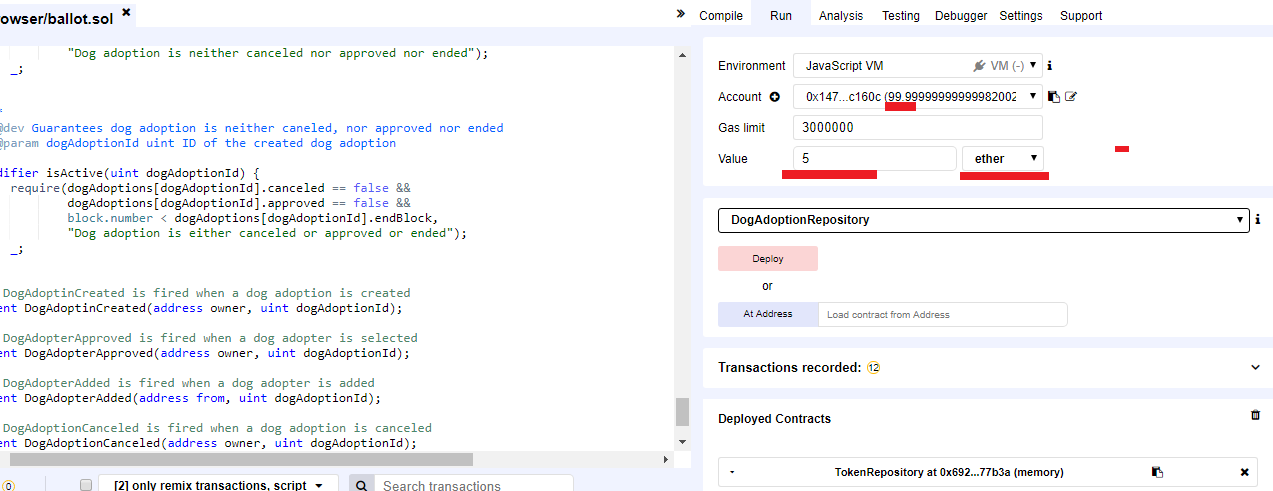 rowser/ballot.sol ×
"Dog adoption is neither canceled nor approved nor ended");
_;
*
@dev Guarantees dog adoption is neither caneled, nor approved nor ended
@param dogAdoptionId uint ID of the created dog adoption
difier isActive(uint dogAdoptionId) {
require(dogAdoptions[dogAdoptionId].canceled == false &&
dogAdoptions[dogAdoptionId].approved == false &&
block.number < dogAdoptions[dogAdoptionId].endBlock,
"Dog adoption is either canceled or approved or ended");
_;
DogAdoptinCreated is fired when a dog adoption is created
ent DogAdoptinCreated(address owner, uint dogAdoptionId);
DogAdopterApproved is fired when a dog adopter is selected
ent DogAdopterApproved(address owner, uint dogAdoptionId);
DogAdopterAdded is fired when a dog adopter is added
ent DogAdopterAdded(address from, uint dogAdoptionId);
DogAdoptionCanceled is fired when a dog adoption is canceled
ent DogAdoptionCanceled(address owner, uint dogAdoptionId);
0 [2] only remix transactions, script Search transactions
» Compile Run Analysis Testing Debugger Settings Support
Environment JavaScript VM VM (-) i
Account 0x147...c160c (99.99999999999982002
Gas limit 3000000
Value 5 ether
DogAdoptionRepository i
Deploy
or
At Address Load contract from Address
Transactions recorded: 12
Deployed Contracts
TokenRepository at 0x692...77b3a (memory) ×